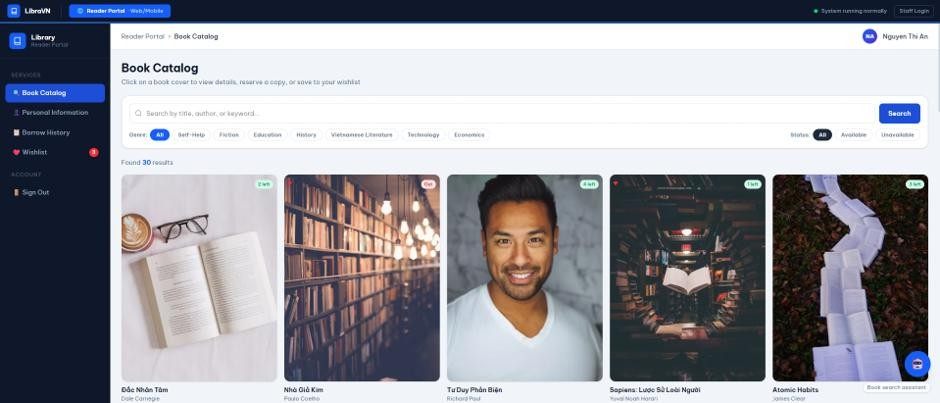 LibraVN
Reader Portal · Web/Mobile
System running normally
Staff Login
Library
Reader Portal
Reader Portal > Book Catalog
NA
Nguyen Thi An
SERVICES
Book Catalog
Personal Information
Borrow History
Wishlist
3
ACCOUNT
Sign Out
Book Catalog
Click on a book cover to view details, reserve a copy, or save to your wishlist
Search by title, author, or keyword...
Search
Genre: All Self-Help Fiction Education History Vietnamese Literature Technology Economics
Status: All Available Unavailable
Found 30 results
2 left
Out
4 left
1 left
3 left
Đắc Nhân Tâm
Dale Carnegie
Nhà Giả Kim
Paulo Coelho
Tư Duy Phản Biện
Richard Paul
Sapiens: Lược Sử Loài Người
Yuval Noah Harari
Atomic Habits
James Clear
Book search assistant